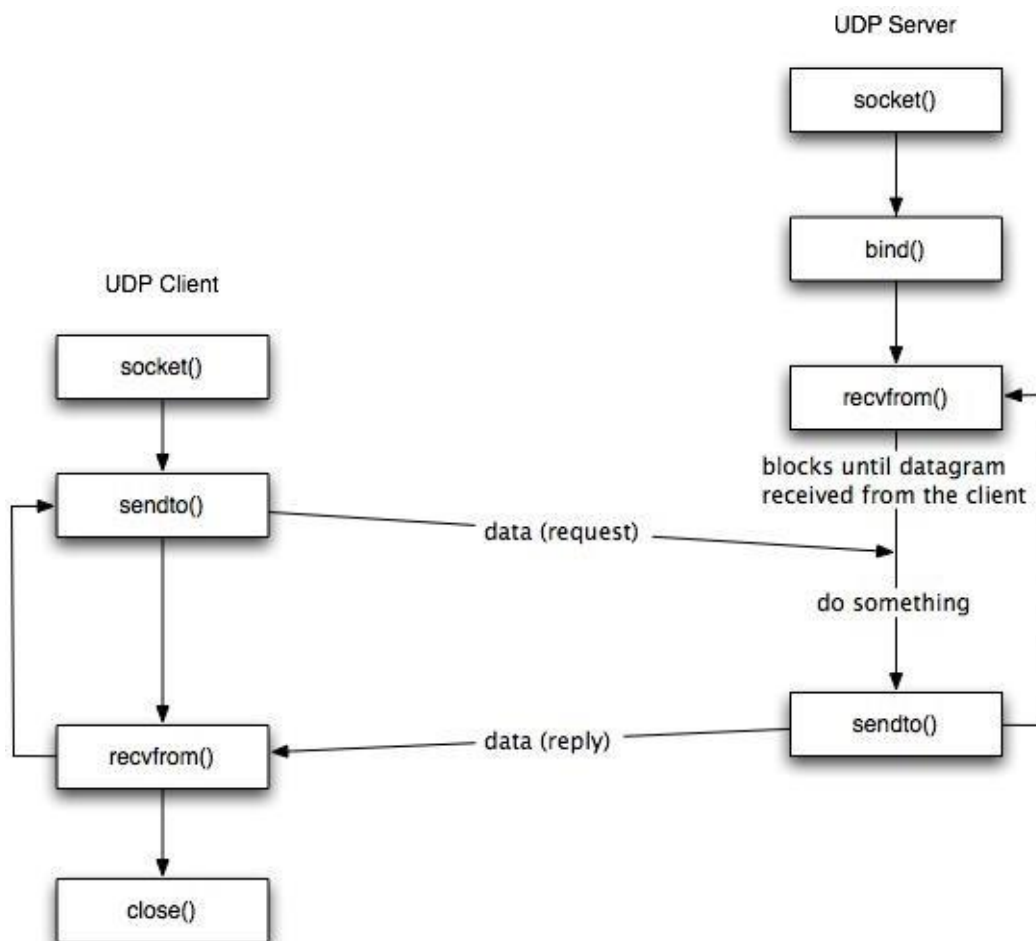 UDP Server
socket()
bind()
UDP Client
socket()
recvfrom()
blocks until datagram
received from the client
sendto()
data (request)
do something
sendto()
data (reply)
recvfrom()
close()